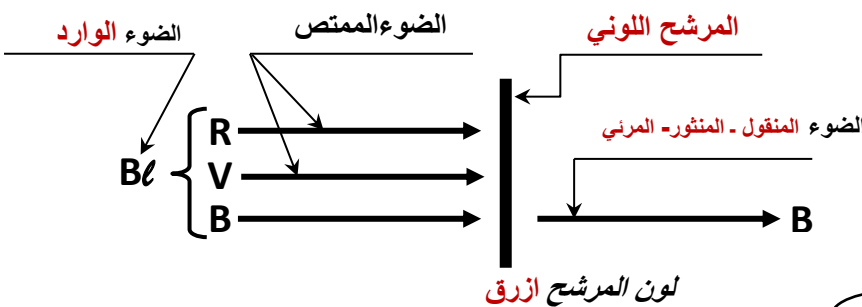 الضوء الوارد
الضوءالممتص
المرشح اللوني
الضوء المنقول - المنثور- المرئي
R
Bℓ
V
B
B
لون المرشح ازرق